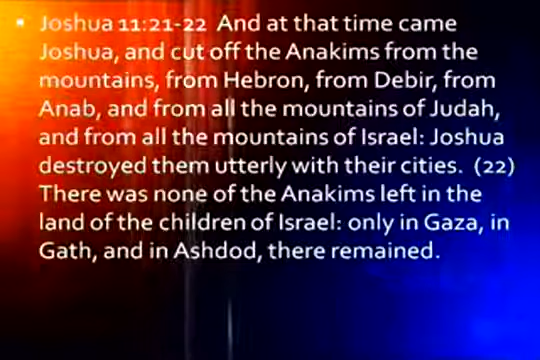 ▪ Joshua 11:21-22 And at that time came
Joshua, and cut off the Anakims from the
mountains, from Hebron, from Debir, from
Anab, and from all the mountains of Judah,
and from all the mountains of Israel: Joshua
destroyed them utterly with their cities. (22)
There was none of the Anakims left in the
land of the children of Israel: only in Gaza, in
Gath, and in Ashdod, there remained.